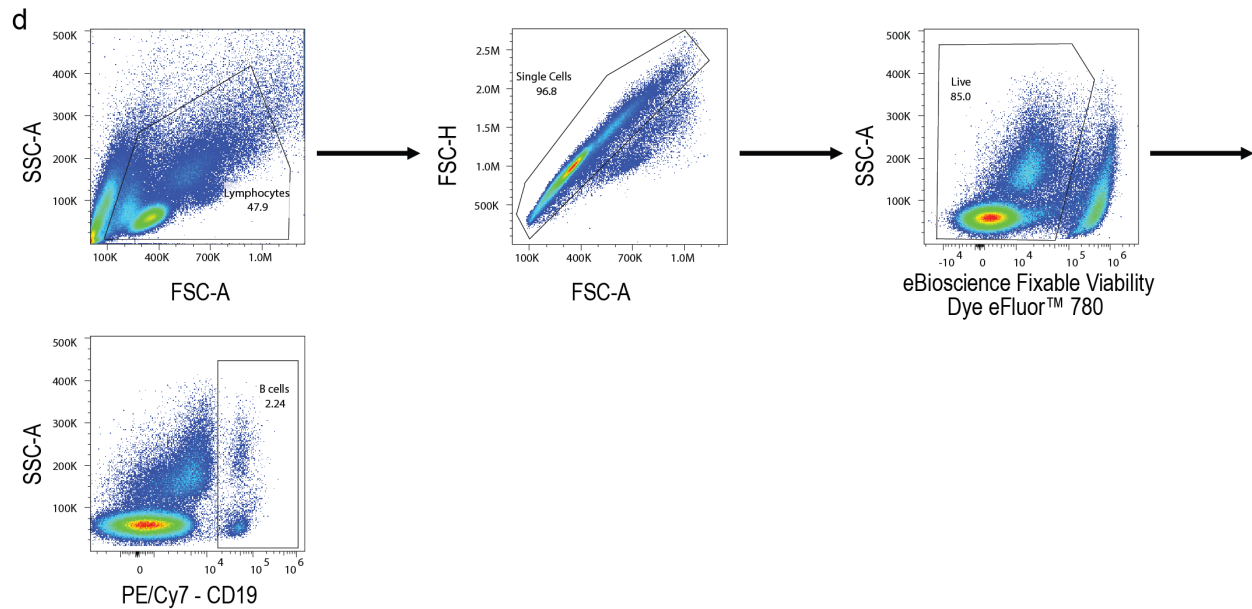 d
500K
400K
300K
200K
100K
SSC-A
Lymphocytes
47.9
100K 400K 700K 1.0M
FSC-A
2.5M
2.0M
1.5M
1.0M
500K
FSC-H
Single Cells
96.8
100K 400K 700K 1.0M
FSC-A
500K
400K
300K
200K
100K
SSC-A
Live
85.0
-10^4 0 10^4 10^5 10^6
eBioscience Fixable Viability
Dye eFluor™ 780
500K
400K
300K
200K
100K
SSC-A
B cells
2.24
0 10^4 10^5 10^6
PE/Cy7 - CD19